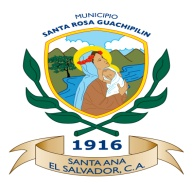 MUNICIPIO
SANTA ROSA GUACHIPILIN
1916
SANTA ANA
EL SALVADOR, C.A.